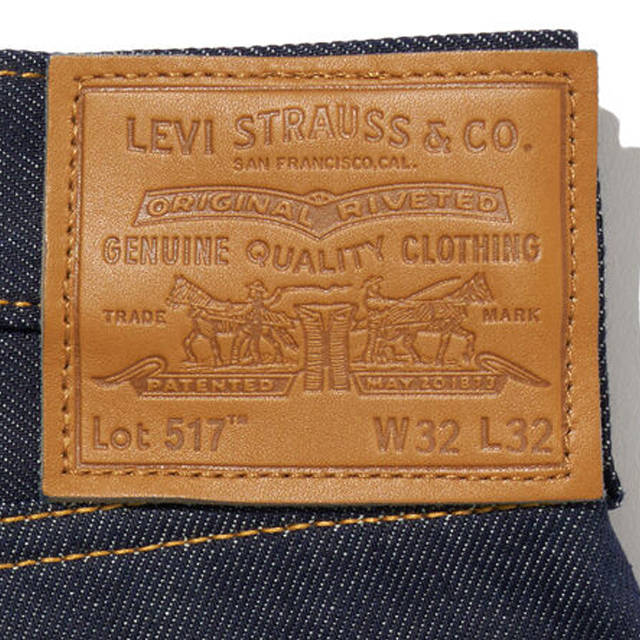 LEVI STRAUSS & CO.
SAN FRANCISCO, CAL.
ORIGINAL RIVETED
GENUINE QUALITY CLOTHING
TRADE MARK
PATENTED MAY 20 1873
Lot 517™ W32 L32